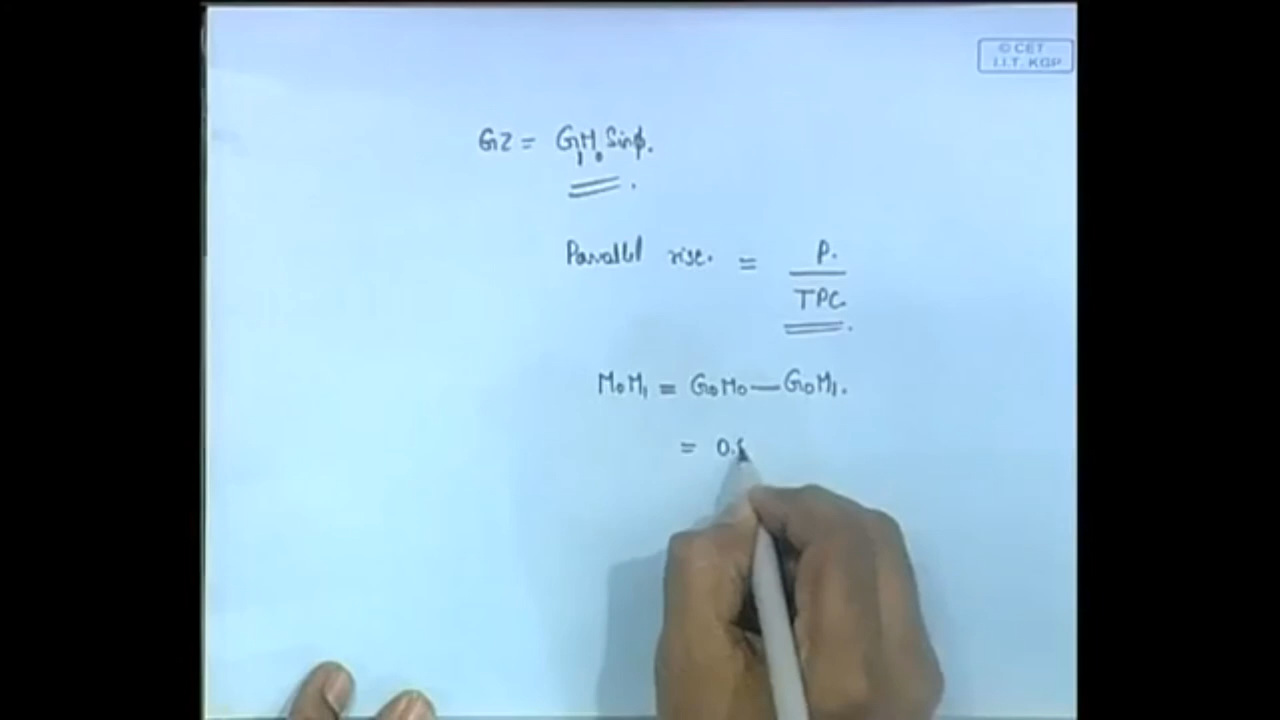 © CET
I.I.T. KGP
GZ = G₁M₀ Sinφ.
Parallel rise. = P. / TPC.
M₀M₁ = G₀M₀ — G₀M₁.
= 0.